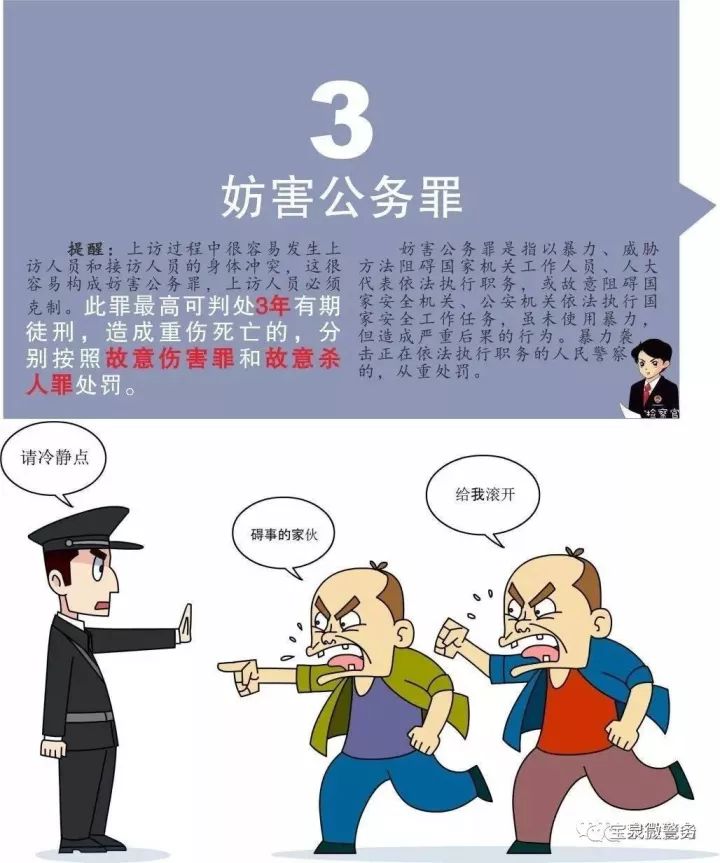 3
妨害公务罪
提醒：上访过程中很容易发生上
访人员和接访人员的身体冲突，这很
容易构成妨害公务罪，上访人员必须
克制。此罪最高可判处3年有期
徒刑，造成重伤死亡的，分
别按照故意伤害罪和故意杀
人罪处罚。
妨害公务罪是指以暴力、威胁
方法阻碍国家机关工作人员、人大
代表依法执行职务，或故意阻碍国
家安全机关、公安机关依法执行国
家安全工作任务，虽未使用暴力，
但造成严重后果的行为。暴力袭
击正在依法执行职务的人民警察
的，从重处罚。
检察官
请冷静点
碍事的家伙
给我滚开
宝泉微警务